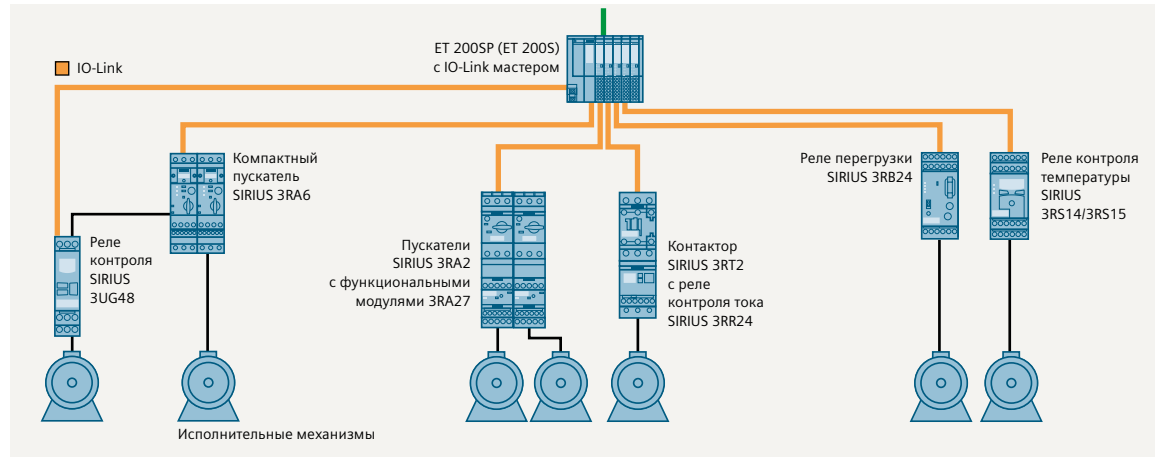 ET 200SP (ET 200S)
с IO-Link мастером
IO-Link
Компактный
пускатель
SIRIUS 3RA6
Реле перегрузки
SIRIUS 3RB24
Реле контроля
температуры
SIRIUS
3RS14/3RS15
Реле
контроля
SIRIUS
3UG48
Пускатели
SIRIUS 3RA2
с функциональными
модулями 3RA27
Контактор
SIRIUS 3RT2
с реле
контроля тока
SIRIUS 3RR24
Исполнительные механизмы